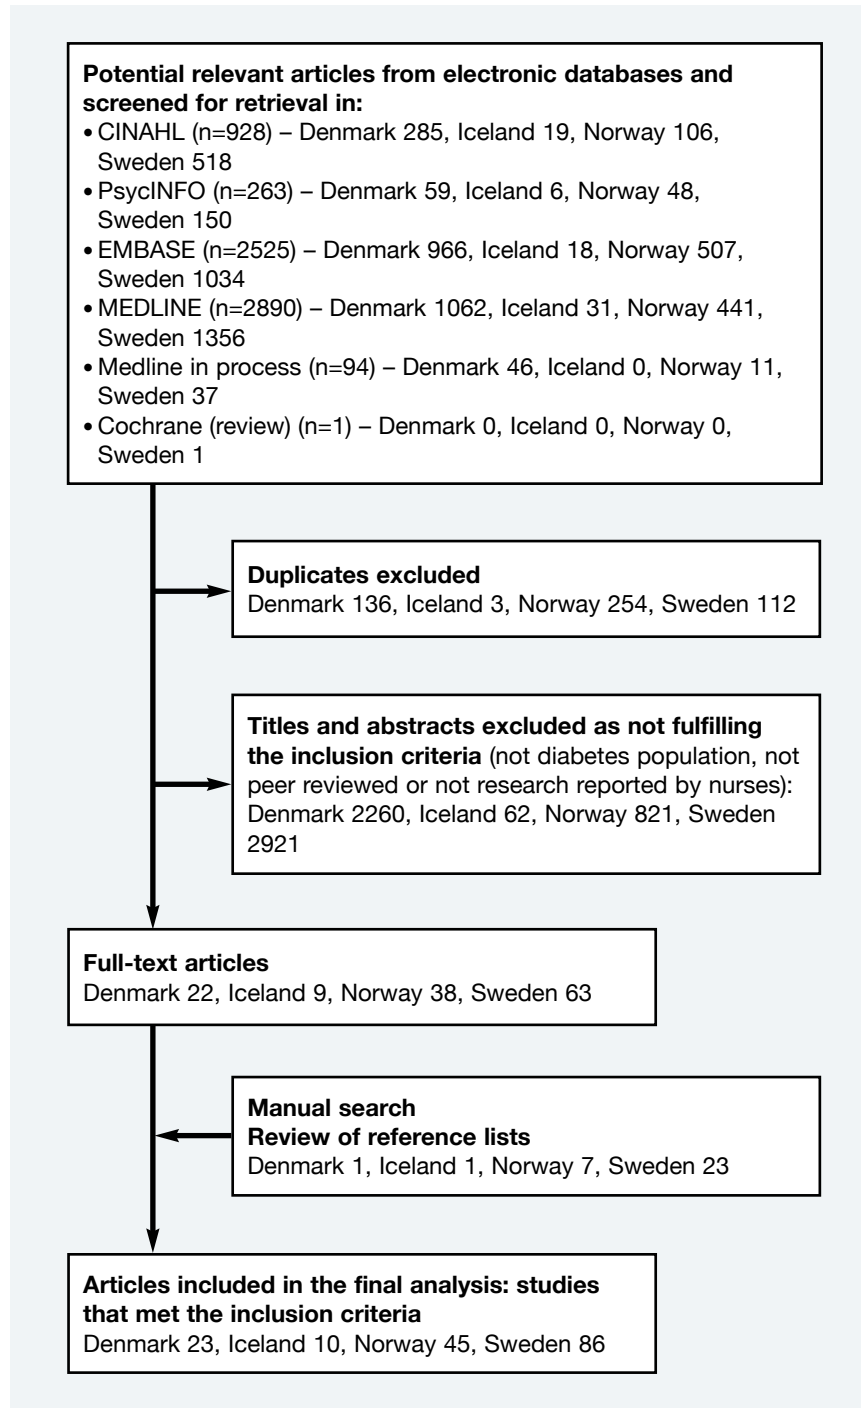 Potential relevant articles from electronic databases and
screened for retrieval in:
• CINAHL (n=928) – Denmark 285, Iceland 19, Norway 106,
Sweden 518
• PsycINFO (n=263) – Denmark 59, Iceland 6, Norway 48,
Sweden 150
• EMBASE (n=2525) – Denmark 966, Iceland 18, Norway 507,
Sweden 1034
• MEDLINE (n=2890) – Denmark 1062, Iceland 31, Norway 441,
Sweden 1356
• Medline in process (n=94) – Denmark 46, Iceland 0, Norway 11,
Sweden 37
• Cochrane (review) (n=1) – Denmark 0, Iceland 0, Norway 0,
Sweden 1
Duplicates excluded
Denmark 136, Iceland 3, Norway 254, Sweden 112
Titles and abstracts excluded as not fulfilling
the inclusion criteria (not diabetes population, not
peer reviewed or not research reported by nurses):
Denmark 2260, Iceland 62, Norway 821, Sweden
2921
Full-text articles
Denmark 22, Iceland 9, Norway 38, Sweden 63
Manual search
Review of reference lists
Denmark 1, Iceland 1, Norway 7, Sweden 23
Articles included in the final analysis: studies
that met the inclusion criteria
Denmark 23, Iceland 10, Norway 45, Sweden 86